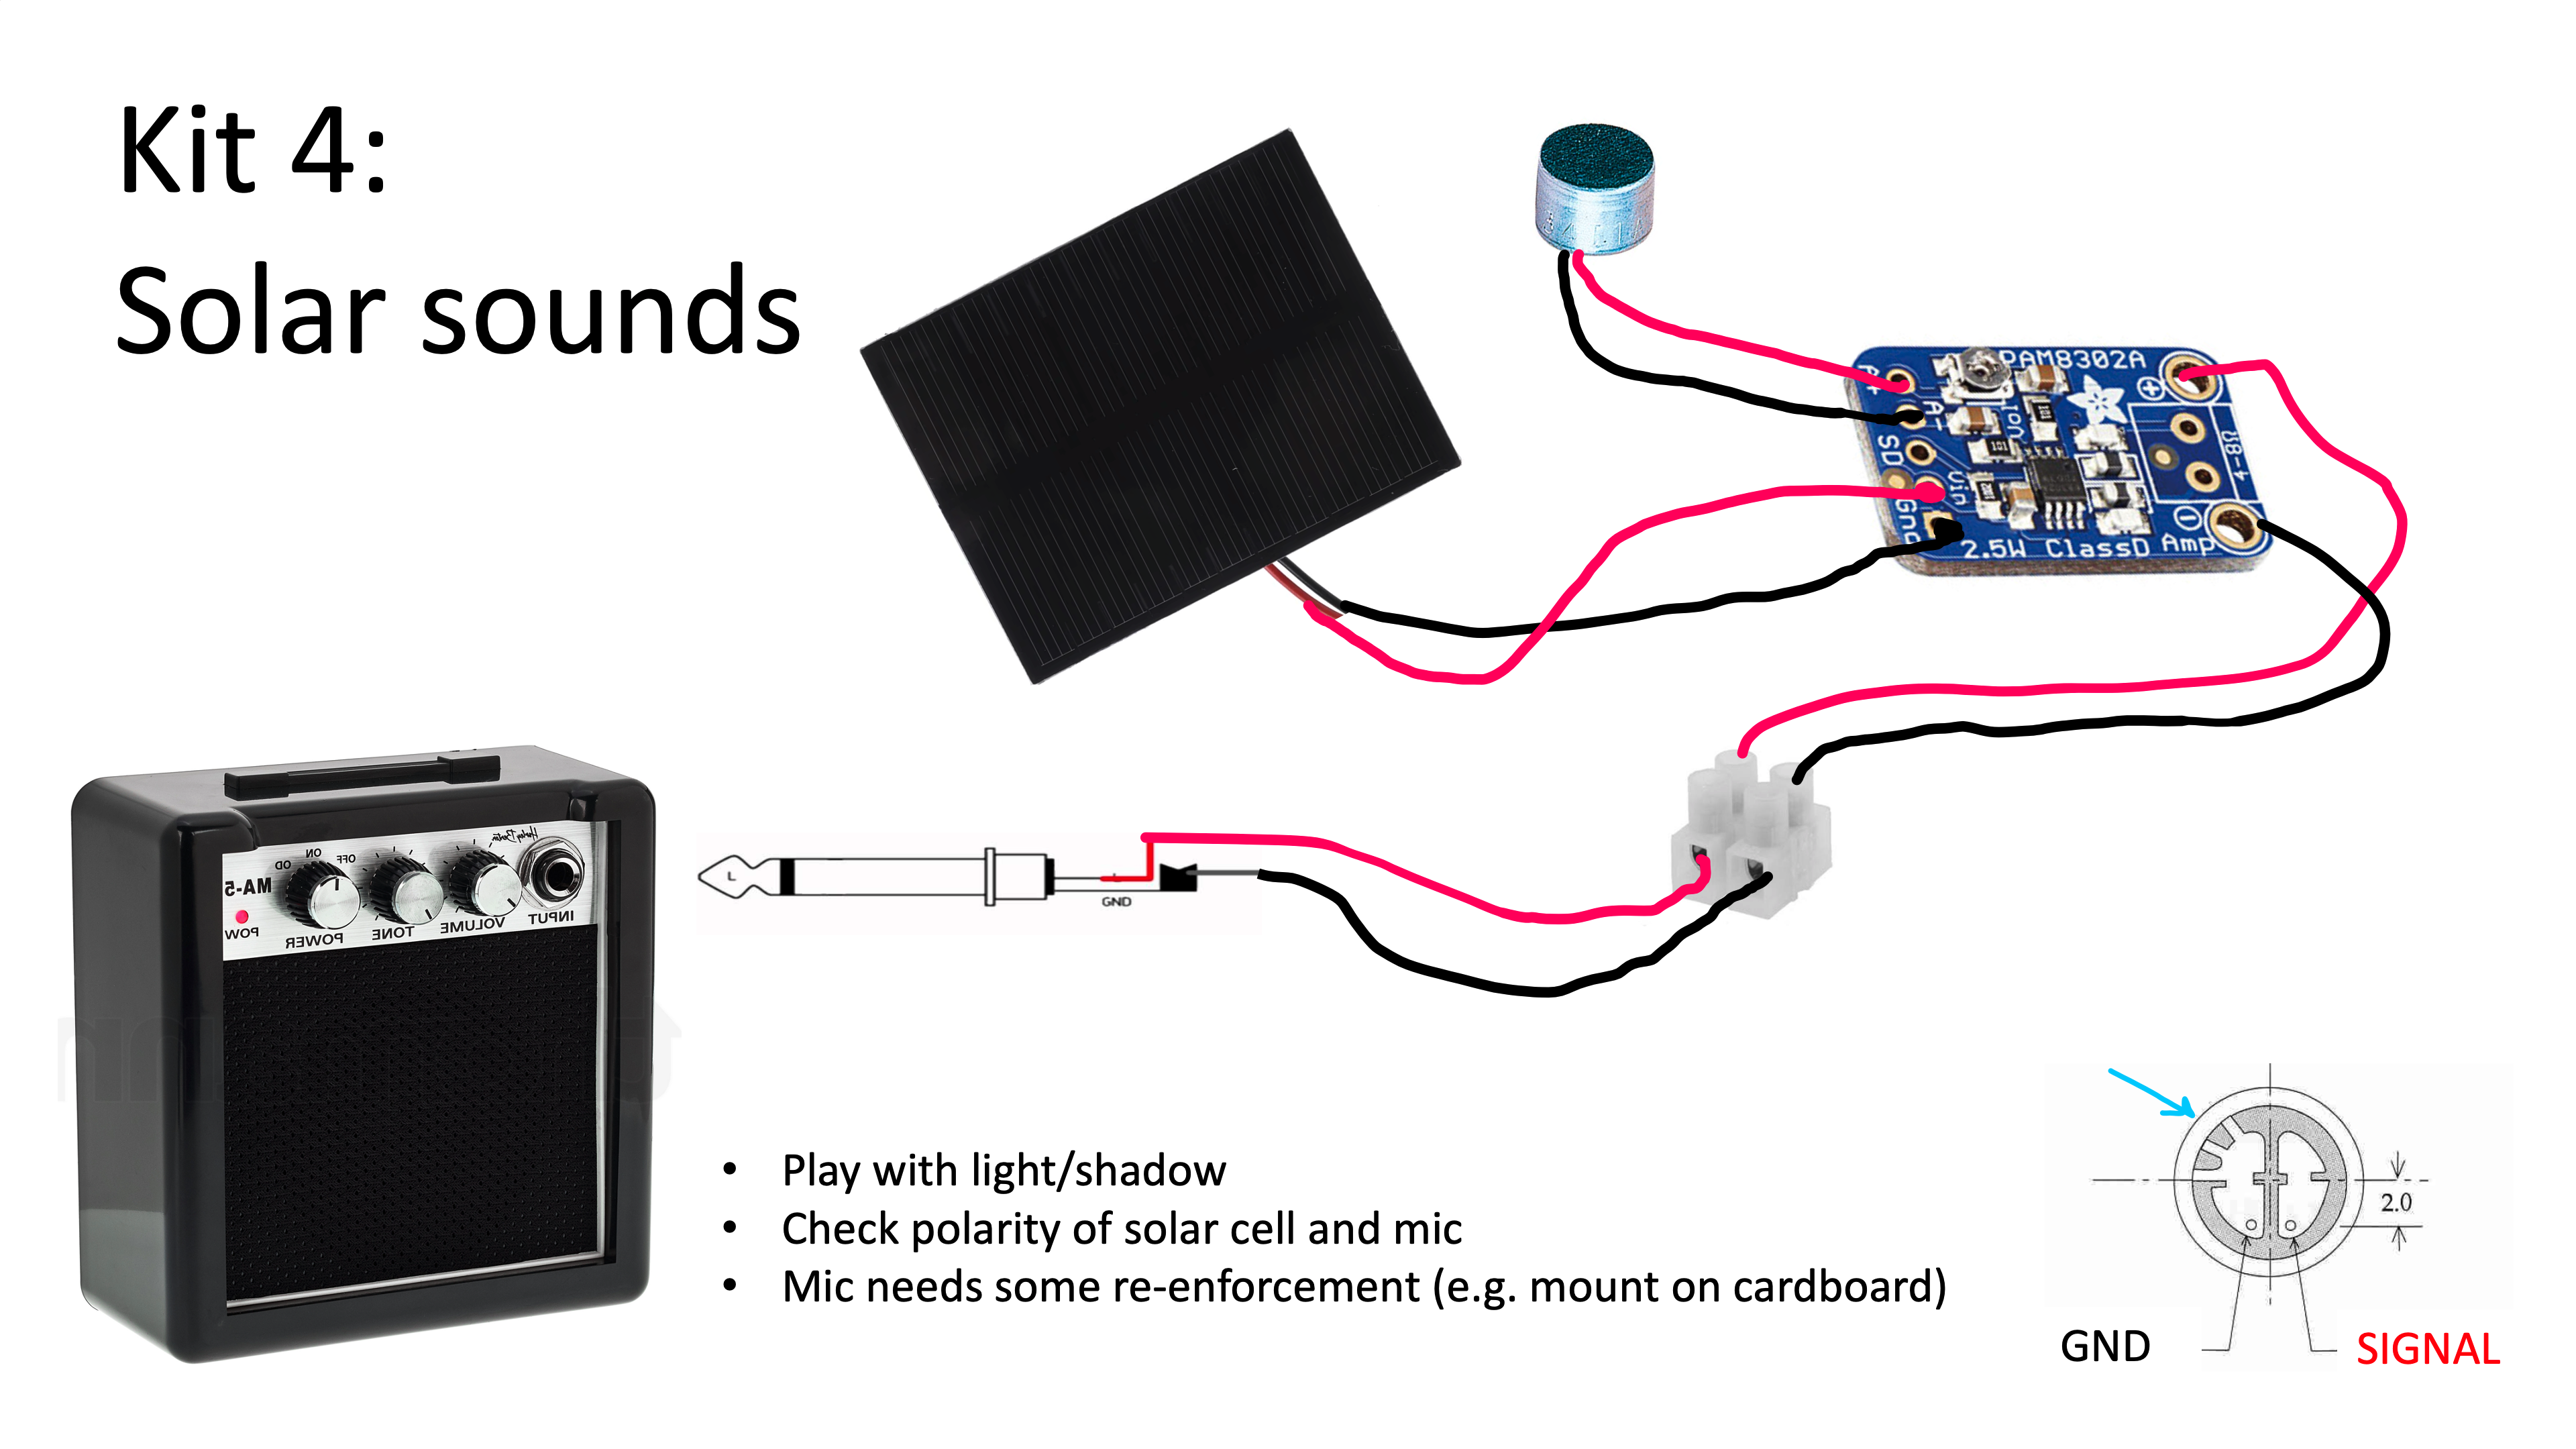 Kit 4:
Solar sounds
PAM8302A
A+
A-
SD
Vin
Gnd
Vol
4-8Ω
2.5W ClassD Amp
Harley Benton
MA-5
OD
ON
OFF
POW
POWER
TONE
VOLUME
INPUT
L
GND
• Play with light/shadow
• Check polarity of solar cell and mic
• Mic needs some re-enforcement (e.g. mount on cardboard)
2.0
GND
SIGNAL